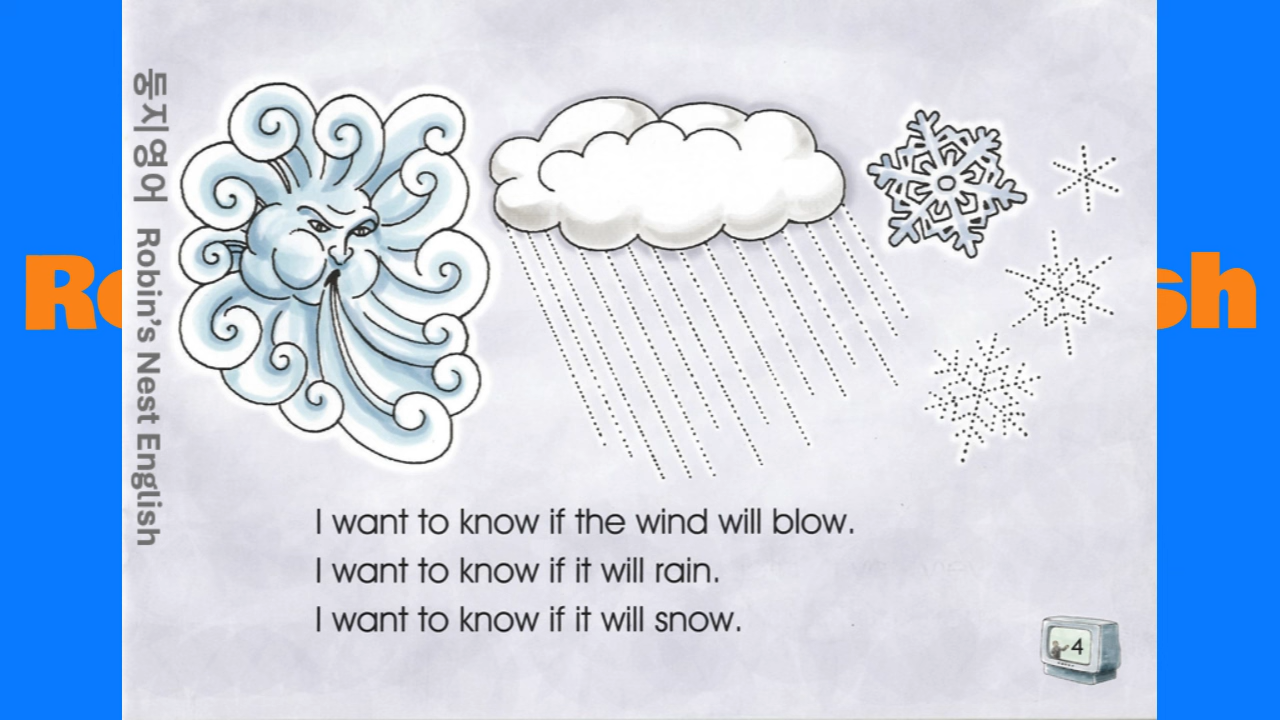 둥지영어 Robin's Nest English
I want to know if the wind will blow.
I want to know if it will rain.
I want to know if it will snow.
4